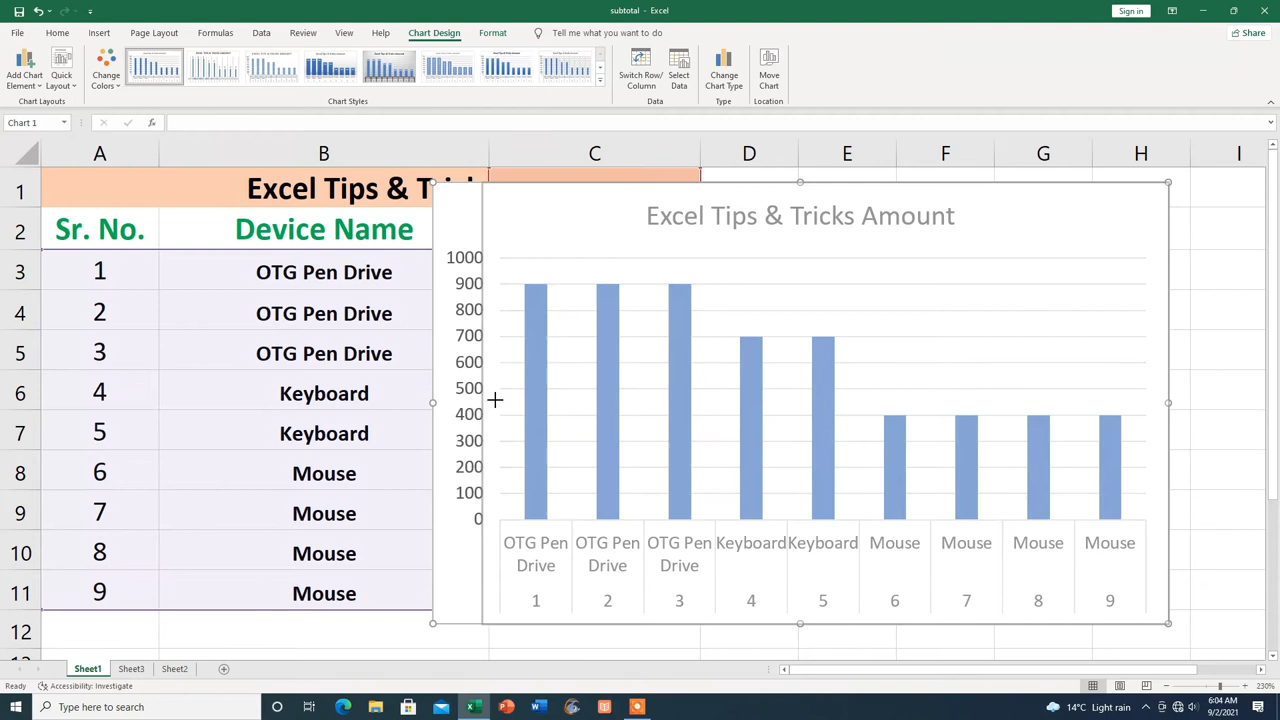 subtotal - Excel
Sign in
File Home Insert Page Layout Formulas Data Review View Help Chart Design Format Tell me what you want to do Share
Add Chart Element Quick Layout Change Colors Switch Row/Column Select Data Change Chart Type Move Chart
Chart Layouts Chart Styles Data Type Location
Chart 1 fx
A B C D E F G H I
1 Excel Tips & Tricks
2 Sr. No. Device Name
3 1 OTG Pen Drive
4 2 OTG Pen Drive
5 3 OTG Pen Drive
6 4 Keyboard
7 5 Keyboard
8 6 Mouse
9 7 Mouse
10 8 Mouse
11 9 Mouse
12
Excel Tips & Tricks Amount
1000
900
800
700
600
500
400
300
200
100
0
OTG Pen Drive OTG Pen Drive OTG Pen Drive Keyboard Keyboard Mouse Mouse Mouse Mouse
1 2 3 4 5 6 7 8 9
Sheet1 Sheet3 Sheet2
Ready Accessibility: Investigate 230%
Type here to search
14°C Light rain
6:04 AM
9/2/2021